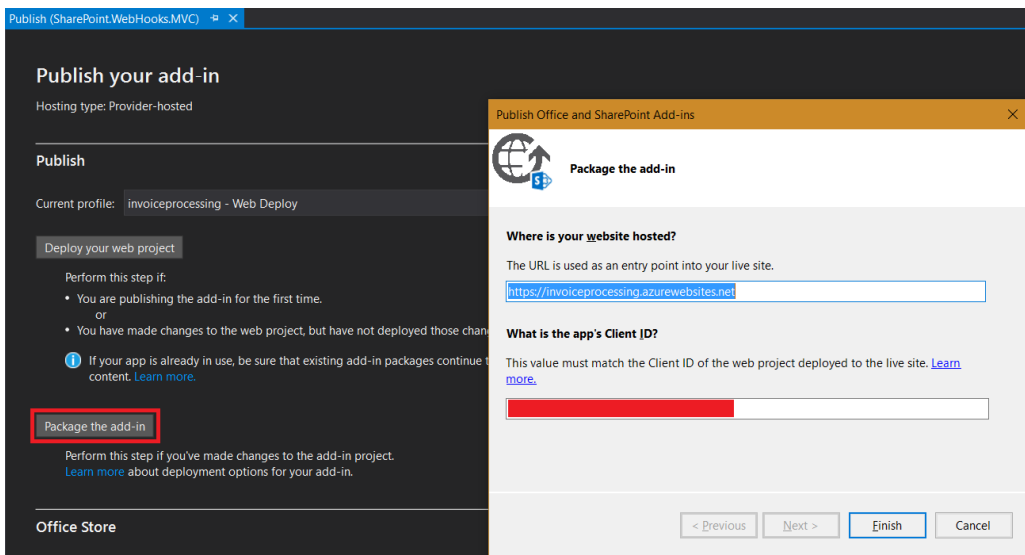 Publish (SharePoint.WebHooks.MVC)
Publish your add-in
Hosting type: Provider-hosted
Publish
Current profile: invoiceprocessing - Web Deploy
Deploy your web project
Perform this step if:
• You are publishing the add-in for the first time.
or
• You have made changes to the web project, but have not deployed those chan
If your app is already in use, be sure that existing add-in packages continue t
content. Learn more.
Package the add-in
Perform this step if you've made changes to the add-in project.
Learn more about deployment options for your add-in.
Office Store
Publish Office and SharePoint Add-ins
Package the add-in
Where is your website hosted?
The URL is used as an entry point into your live site.
https://invoiceprocessing.azurewebsites.net
What is the app's Client ID?
This value must match the Client ID of the web project deployed to the live site. Learn
more.
< Previous
Next >
Finish
Cancel